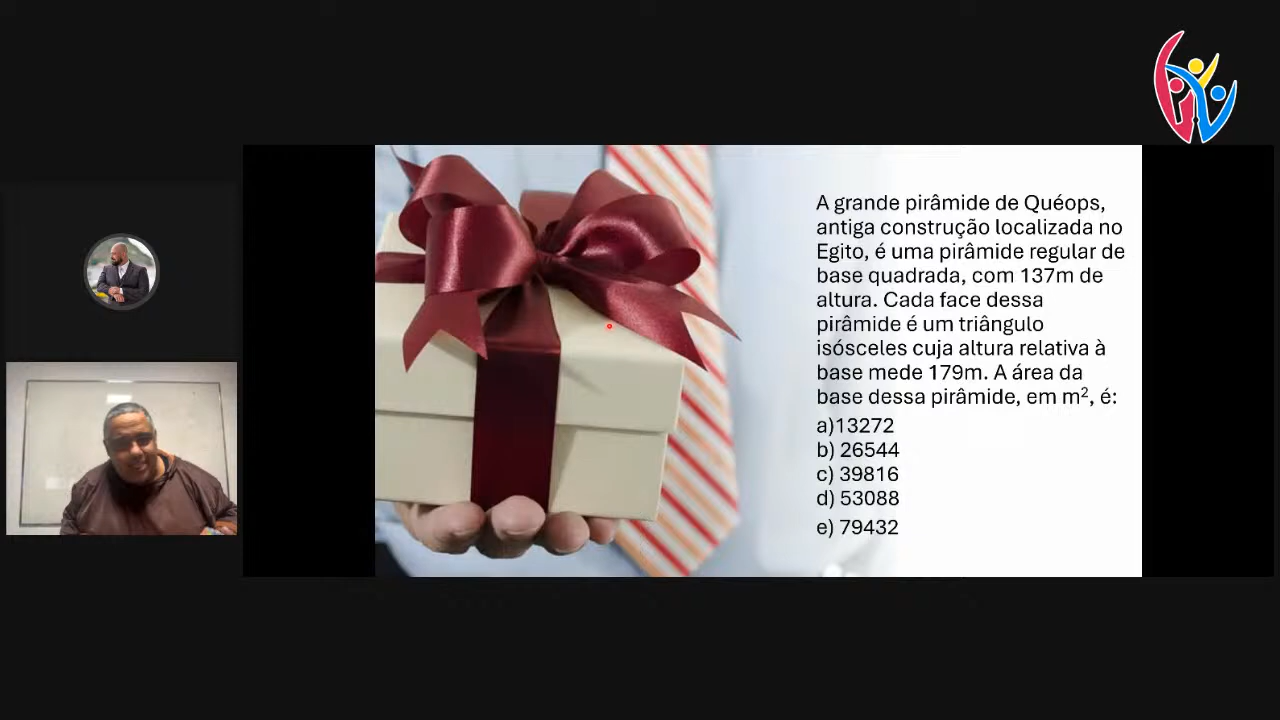 A grande pirâmide de Quéops,
antiga construção localizada no
Egito, é uma pirâmide regular de
base quadrada, com 137m de
altura. Cada face dessa
pirâmide é um triângulo
isósceles cuja altura relativa à
base mede 179m. A área da
base dessa pirâmide, em m², é:
a)13272
b) 26544
c) 39816
d) 53088
e) 79432